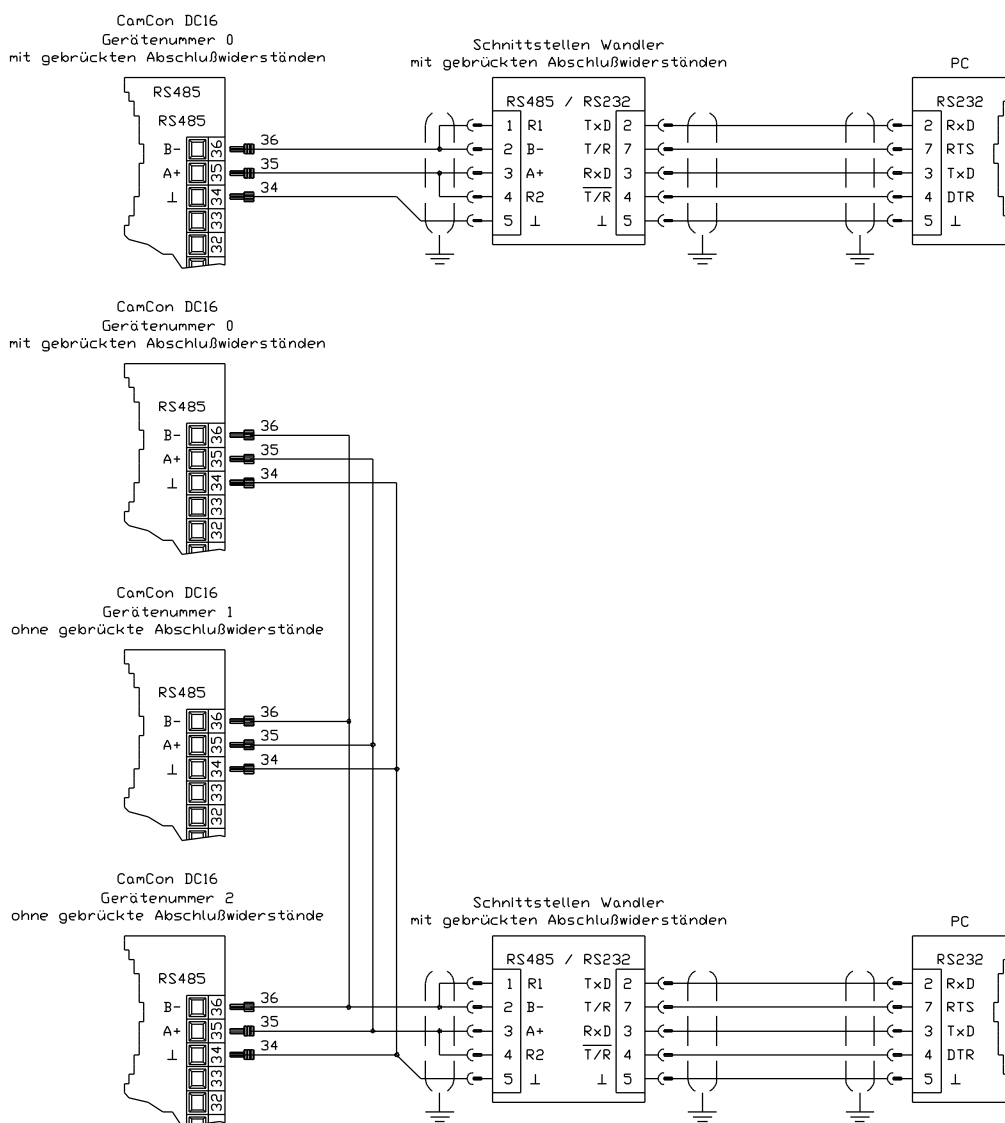 CamCon DC16
Gerätenummer 0
mit gebrückten Abschlußwiderständen
RS485
RS485
B- 36 36
A+ 35 35
⊥ 34 34
33
32
Schnittstellen Wandler
mit gebrückten Abschlußwiderständen
RS485 / RS232
1 R1 TxD 2
2 B- T/R 7
3 A+ RxD 3
4 R2 T/R 4
5 ⊥ ⊥ 5
PC
RS232
2 RxD
7 RTS
3 TxD
4 DTR
5 ⊥
CamCon DC16
Gerätenummer 0
mit gebrückten Abschlußwiderständen
RS485
B- 36 36
A+ 35 35
⊥ 34 34
33
32
CamCon DC16
Gerätenummer 1
ohne gebrückte Abschlußwiderstände
RS485
B- 36 36
A+ 35 35
⊥ 34 34
33
32
CamCon DC16
Gerätenummer 2
ohne gebrückte Abschlußwiderstände
RS485
B- 36 36
A+ 35 35
⊥ 34 34
33
32
Schnittstellen Wandler
mit gebrückten Abschlußwiderständen
RS485 / RS232
1 R1 TxD 2
2 B- T/R 7
3 A+ RxD 3
4 R2 T/R 4
5 ⊥ ⊥ 5
PC
RS232
2 RxD
7 RTS
3 TxD
4 DTR
5 ⊥